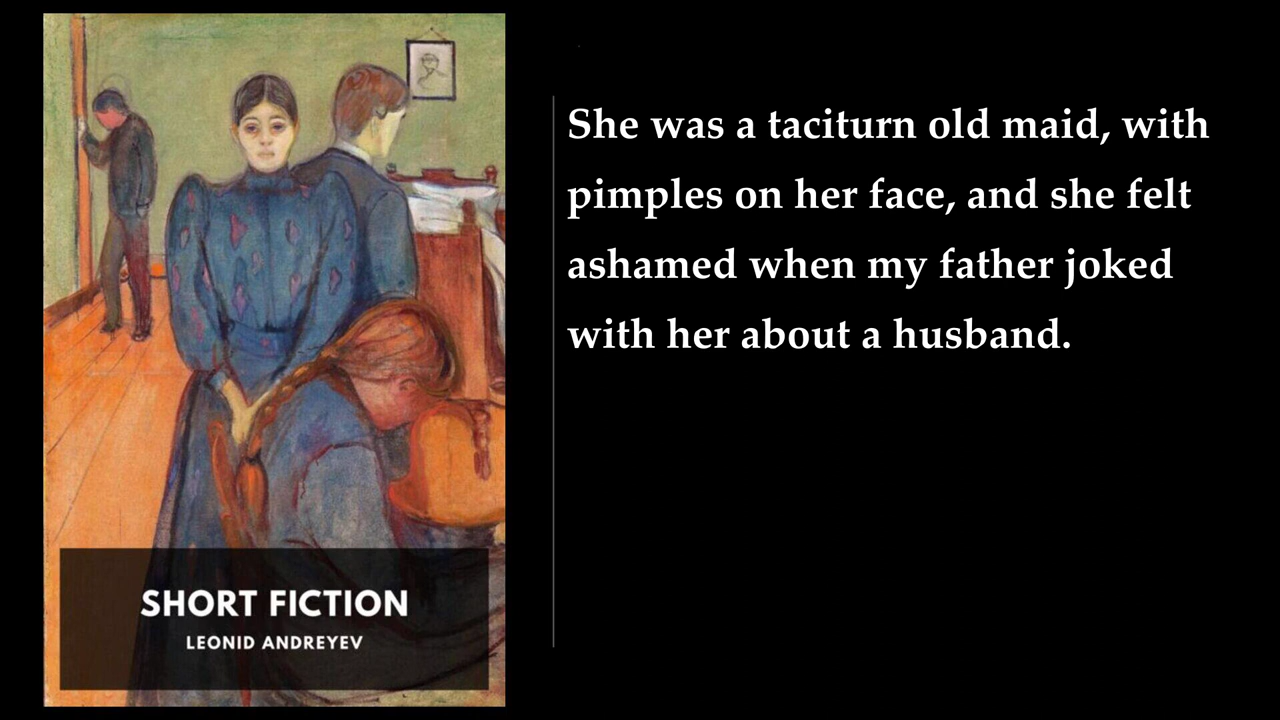 She was a taciturn old maid, with
pimples on her face, and she felt
ashamed when my father joked
with her about a husband.
SHORT FICTION
LEONID ANDREYEV